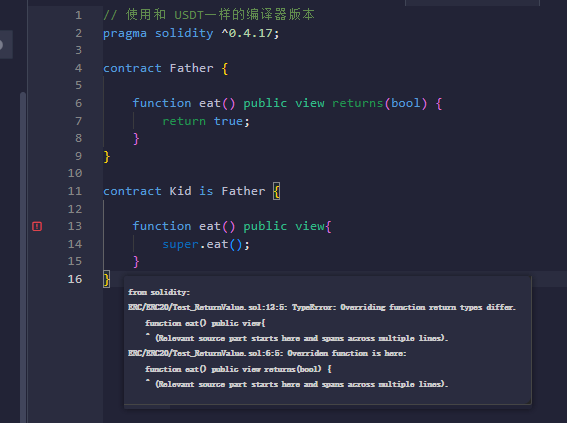 1 // 使用和 USDT一样的编译器版本
2 pragma solidity ^0.4.17;
3
4 contract Father {
5
6 function eat() public view returns(bool) {
7 return true;
8 }
9 }
10
11 contract Kid is Father {
12
13 function eat() public view{
14 super.eat();
15 }
16 }
from solidity:
ERC/ERC20/Test_ReturnValue.sol:13:5: TypeError: Overriding function return types differ.
function eat() public view{
^ (Relevant source part starts here and spans across multiple lines).
ERC/ERC20/Test_ReturnValue.sol:6:5: Overriden function is here:
function eat() public view returns(bool) {
^ (Relevant source part starts here and spans across multiple lines).